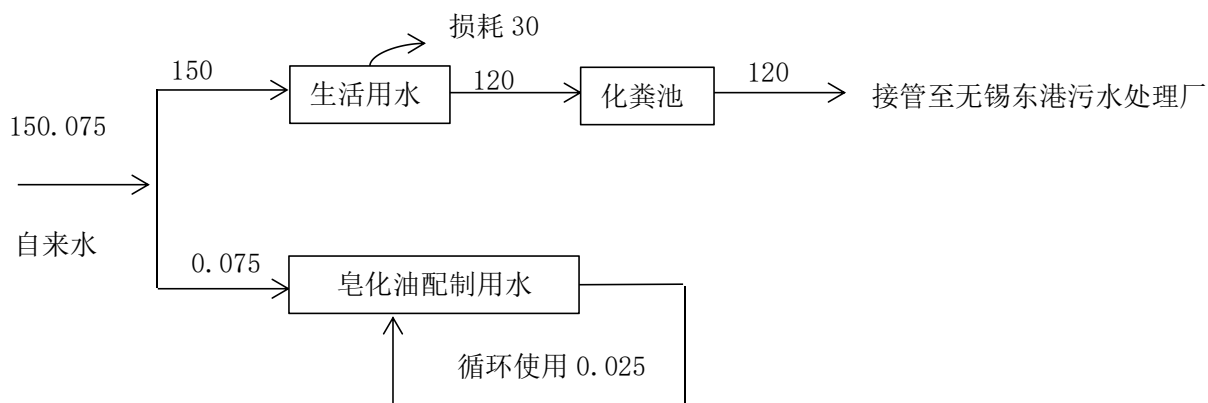 损耗 30
150
生活用水
120
化粪池
120
接管至无锡东港污水处理厂
150.075
自来水
0.075
皂化油配制用水
循环使用 0.025